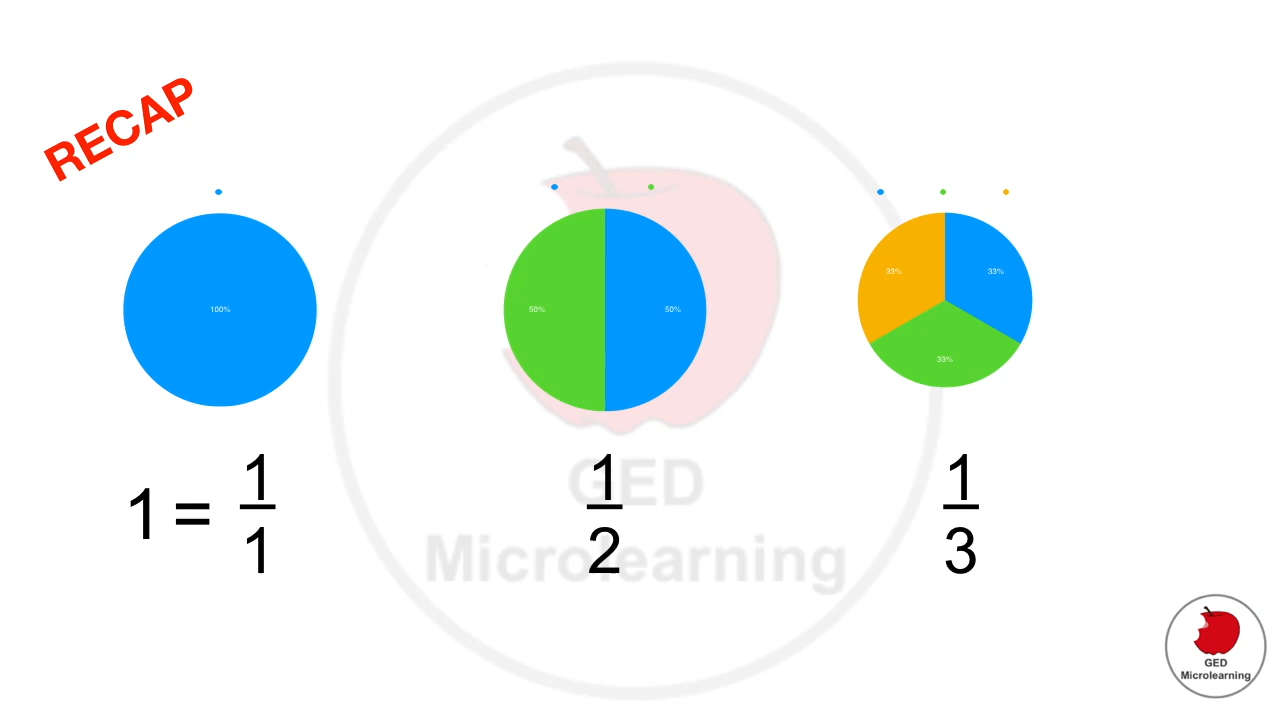 RECAP
100%
50%
50%
33%
33%
33%
1 = 1/1
1/2
1/3
GED
Microlearning
GED
Microlearning